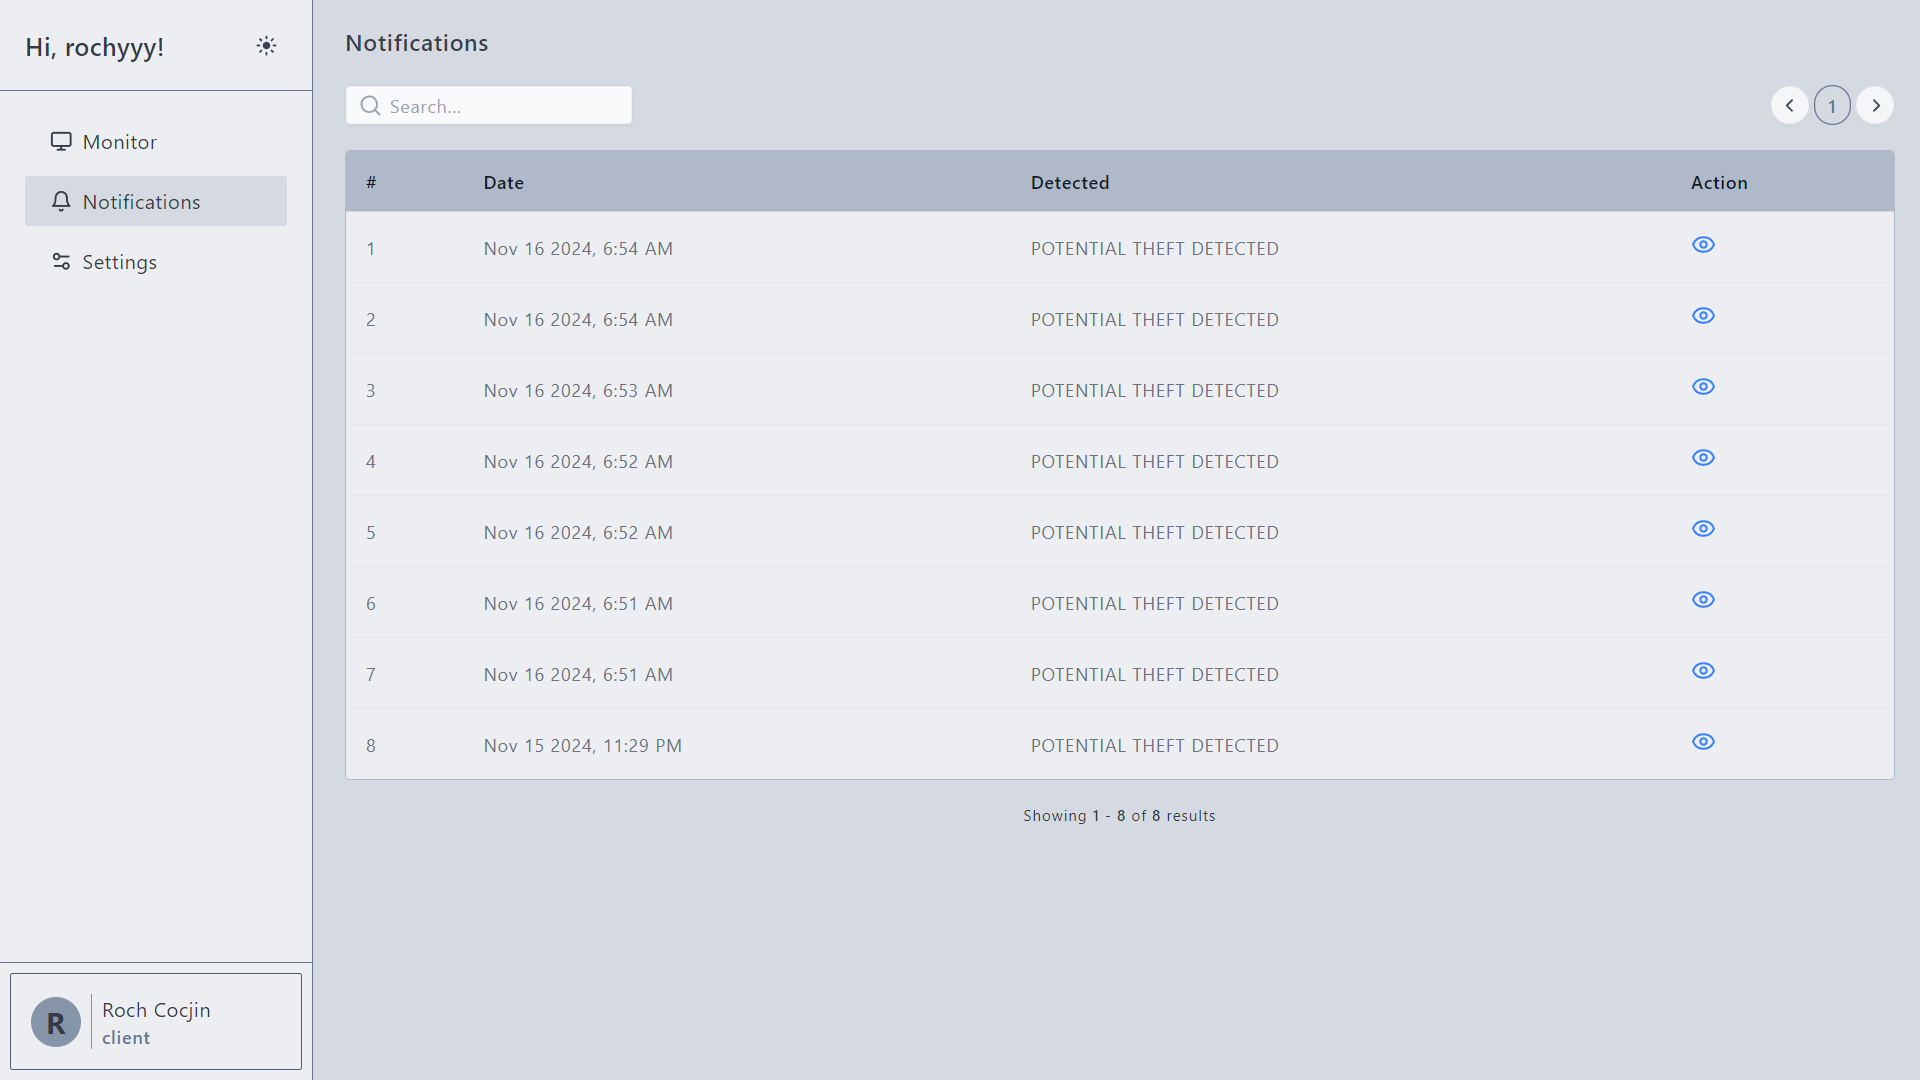 Hi, rochyyy!
Monitor
Notifications
Settings
Roch Cocjin
client
R
Notifications
Search...
1
# Date Detected Action
1 Nov 16 2024, 6:54 AM POTENTIAL THEFT DETECTED
2 Nov 16 2024, 6:54 AM POTENTIAL THEFT DETECTED
3 Nov 16 2024, 6:53 AM POTENTIAL THEFT DETECTED
4 Nov 16 2024, 6:52 AM POTENTIAL THEFT DETECTED
5 Nov 16 2024, 6:52 AM POTENTIAL THEFT DETECTED
6 Nov 16 2024, 6:51 AM POTENTIAL THEFT DETECTED
7 Nov 16 2024, 6:51 AM POTENTIAL THEFT DETECTED
8 Nov 15 2024, 11:29 PM POTENTIAL THEFT DETECTED
Showing 1 - 8 of 8 results